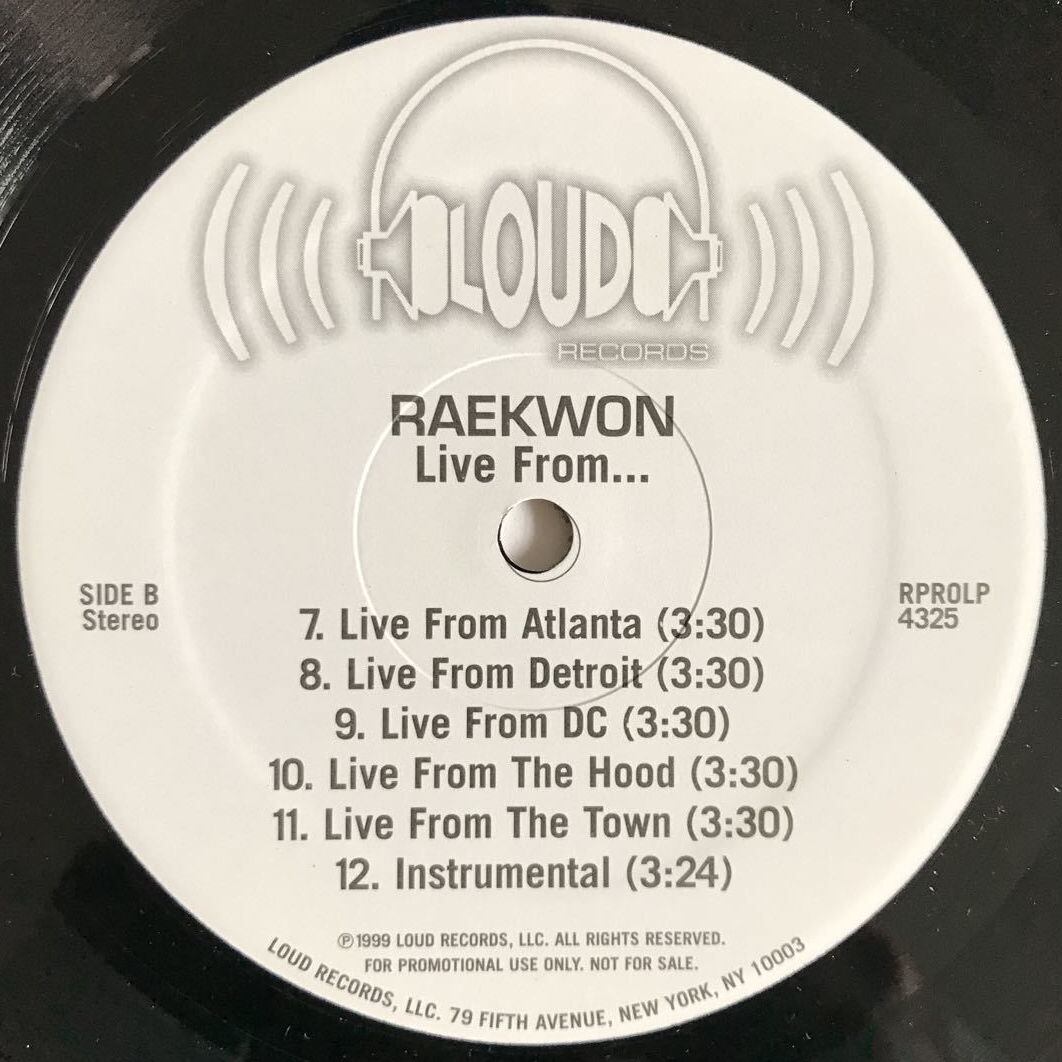 LOUD
RECORDS
RAEKWON
Live From...
SIDE B
Stereo
RPROLP
4325
7. Live From Atlanta (3:30)
8. Live From Detroit (3:30)
9. Live From DC (3:30)
10. Live From The Hood (3:30)
11. Live From The Town (3:30)
12. Instrumental (3:24)
℗1999 LOUD RECORDS, LLC. ALL RIGHTS RESERVED.
FOR PROMOTIONAL USE ONLY. NOT FOR SALE.
LOUD RECORDS, LLC. 79 FIFTH AVENUE, NEW YORK, NY 10003